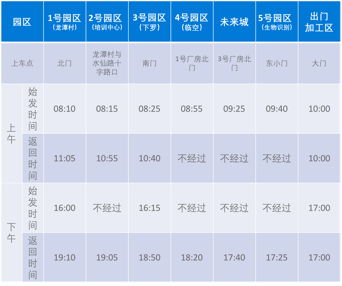 园区 1号园区 2号园区 3号园区 4号园区 未来城 5号园区 出门
(龙潭村) (培训中心) (下罗) (临空) (生物识别) 加工区
上车点 北门 龙潭村与水仙路十字路口 南门 1号厂房北门 3号厂房北门 东小门 大门
上午 始发时间 08:10 08:15 08:25 08:55 09:25 09:40 10:00
返回时间 11:05 10:55 10:40 不经过 不经过 不经过 10:00
下午 始发时间 16:00 不经过 16:15 不经过 不经过 不经过 17:00
返回时间 19:10 19:05 18:50 18:20 17:40 17:25 17:00